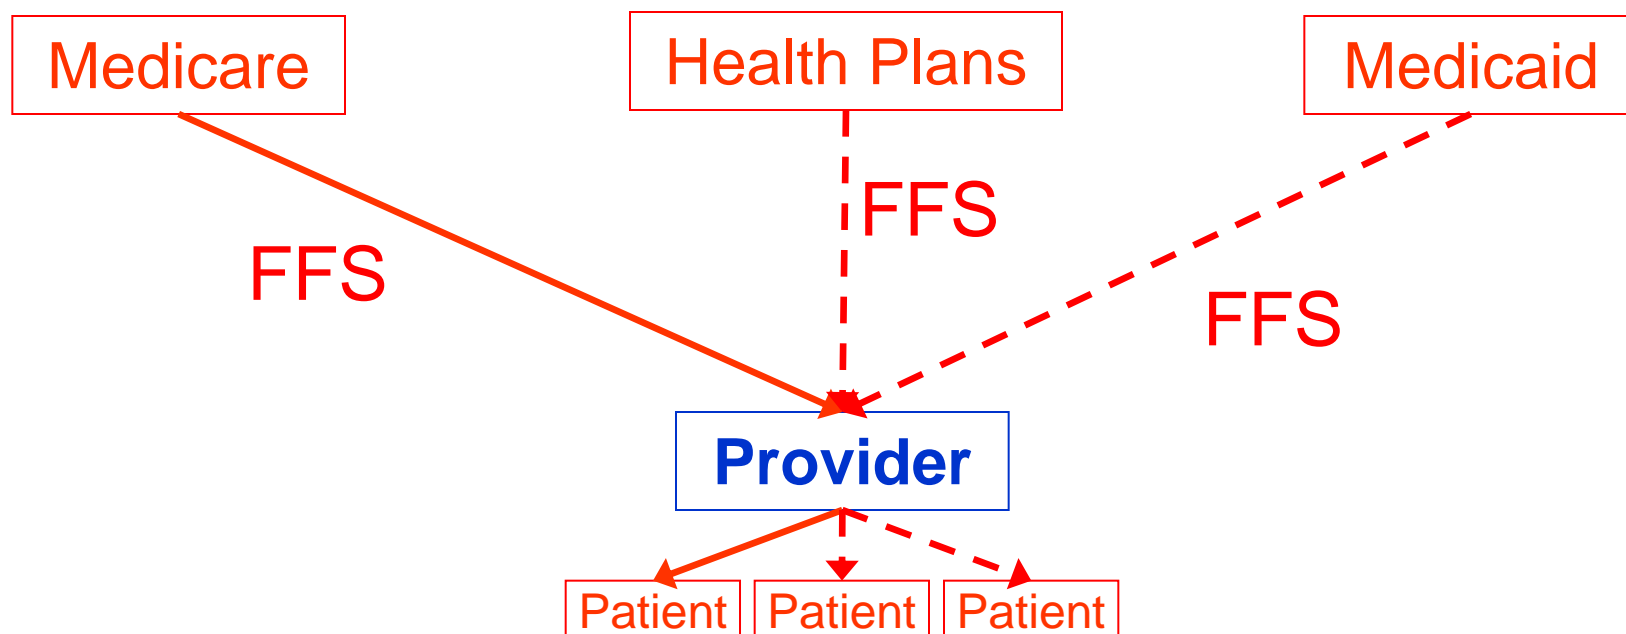 Medicare
Health Plans
Medicaid
FFS
FFS
FFS
Provider
Patient
Patient
Patient